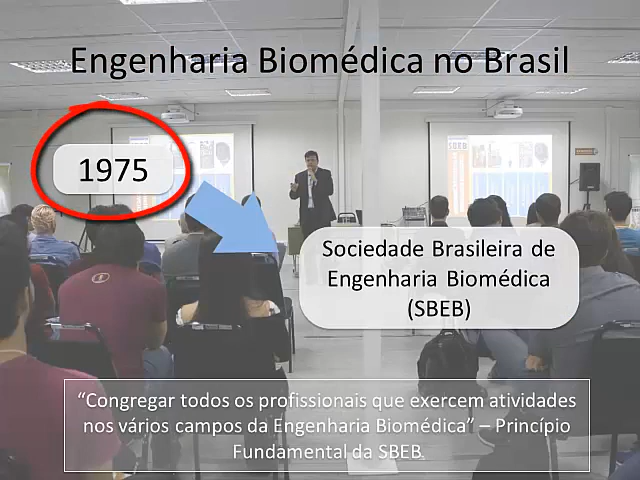 Engenharia Biomédica no Brasil
1975
Sociedade Brasileira de
Engenharia Biomédica
(SBEB)
“Congregar todos os profissionais que exercem atividades
nos vários campos da Engenharia Biomédica” – Princípio
Fundamental da SBEB.